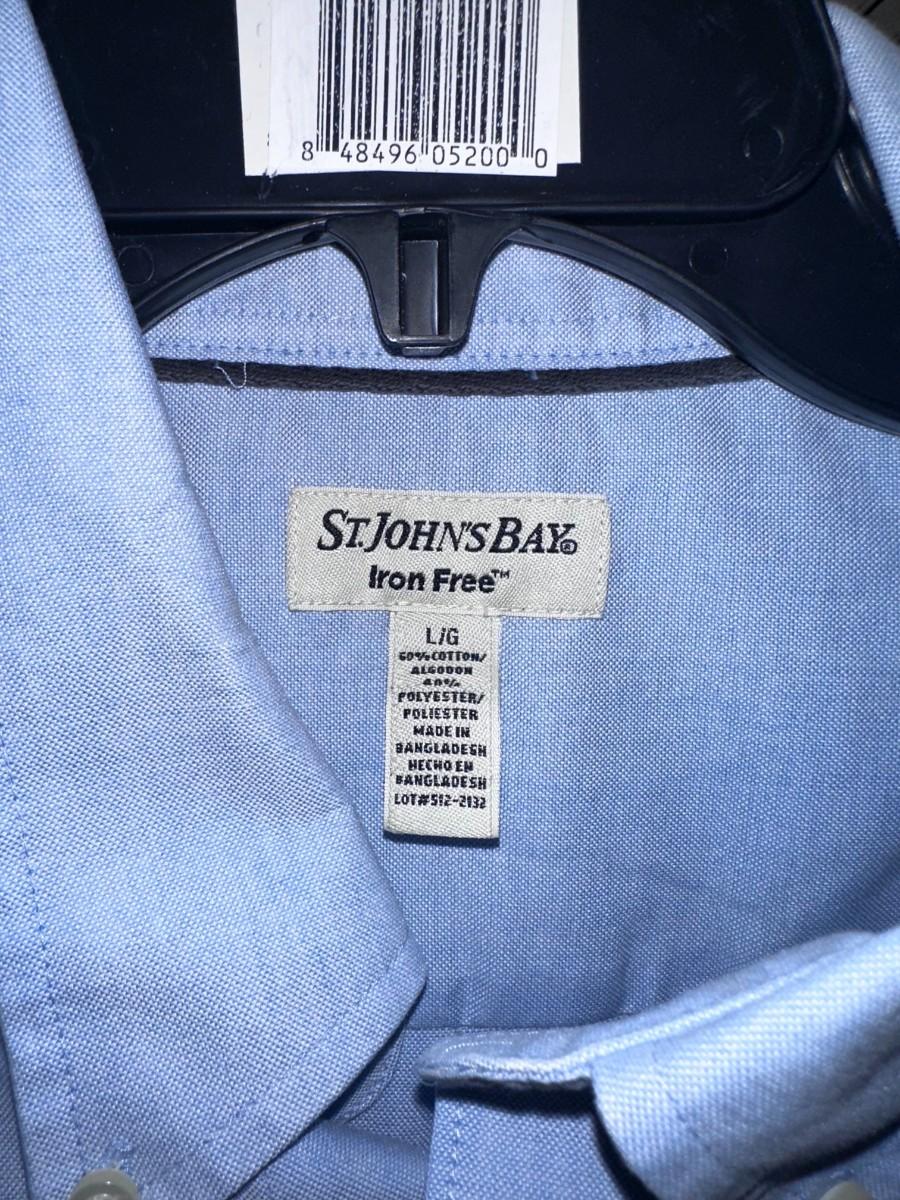 8 48496 05200 0
ST. JOHN'S BAY®
Iron Free™
L/G
60% COTTON/
ALGODON
40%
POLYESTER/
POLIESTER
MADE IN
BANGLADESH
HECHO EN
BANGLADESH
LOT#512-2132